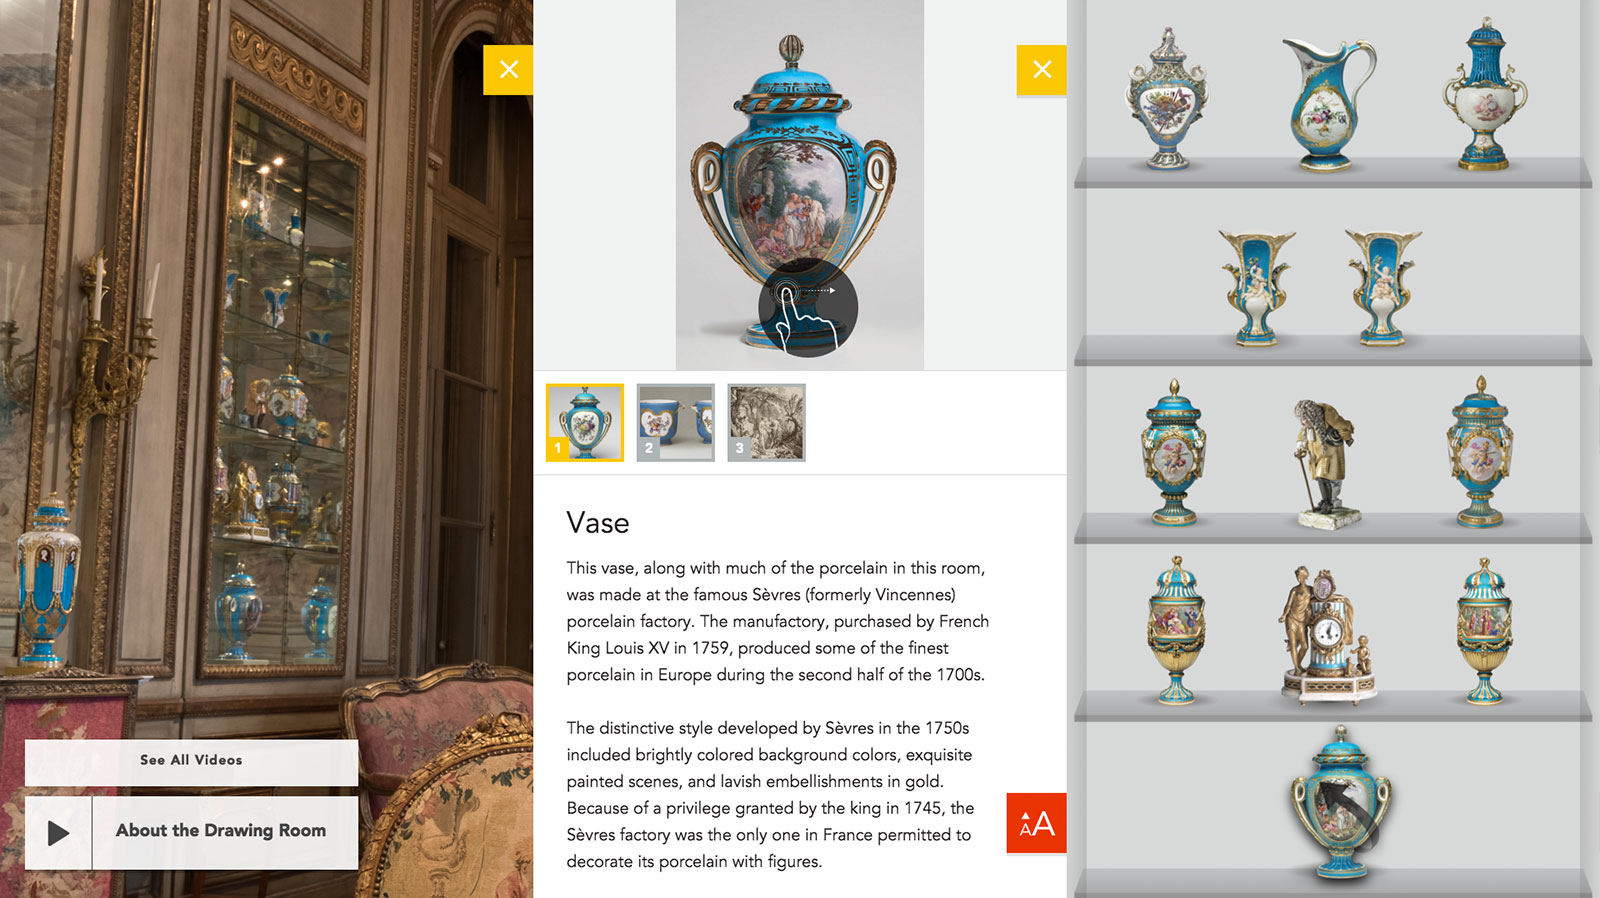 See All Videos
About the Drawing Room
1
2
3
Vase
This vase, along with much of the porcelain in this room,
was made at the famous Sèvres (formerly Vincennes)
porcelain factory. The manufactory, purchased by French
King Louis XV in 1759, produced some of the finest
porcelain in Europe during the second half of the 1700s.
The distinctive style developed by Sèvres in the 1750s
included brightly colored background colors, exquisite
painted scenes, and lavish embellishments in gold.
Because of a privilege granted by the king in 1745, the
Sèvres factory was the only one in France permitted to
decorate its porcelain with figures.
AA